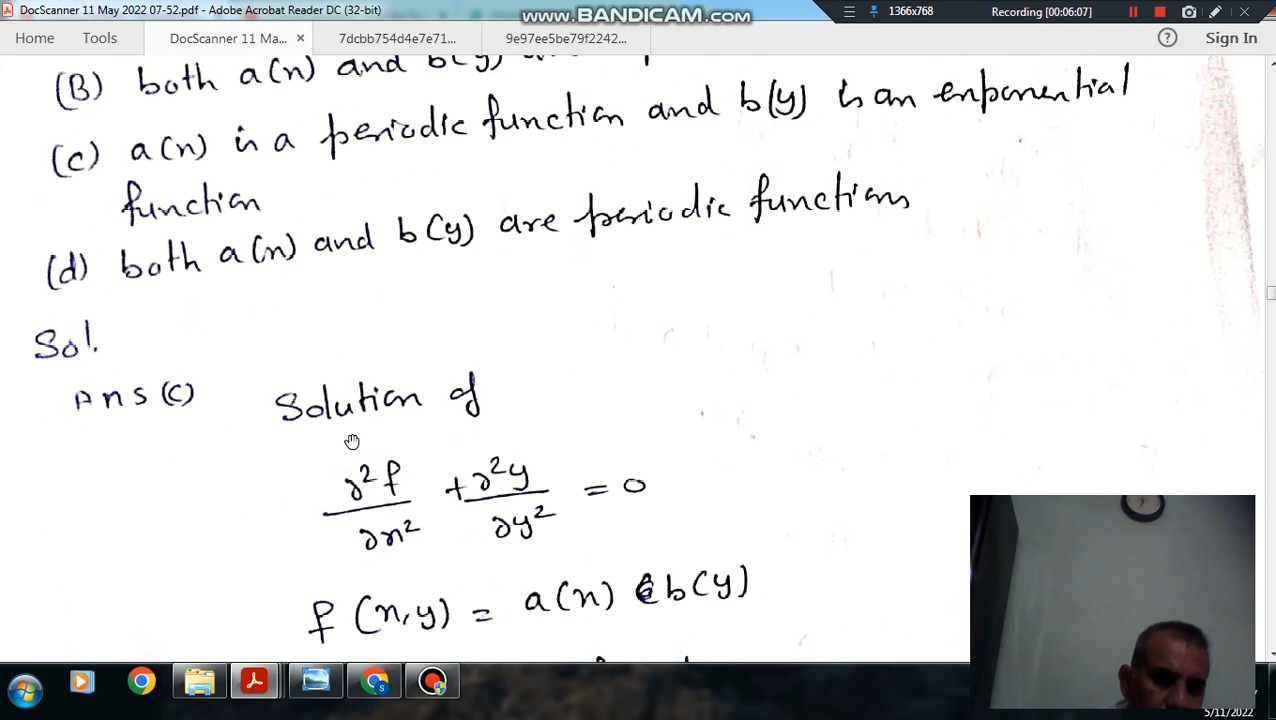 DocScanner 11 May 2022 07-52.pdf - Adobe Acrobat Reader DC (32-bit)
www.BANDICAM.com
1366x768
Recording [00:06:07]
Home
Tools
DocScanner 11 Ma...
7dcbb754d4e7e71...
9e97ee5be79f2242...
Sign In
(B) both a(n) and b(y)
(c) a(n) is a periodic function and b(y) is an exponential
function
(d) both a(n) and b(y) are periodic functions
Sol.
Ans (c) Solution of
∂²f/∂n² + ∂²y/∂y² = 0
f(n,y) = a(n) b(y)
5/11/2022